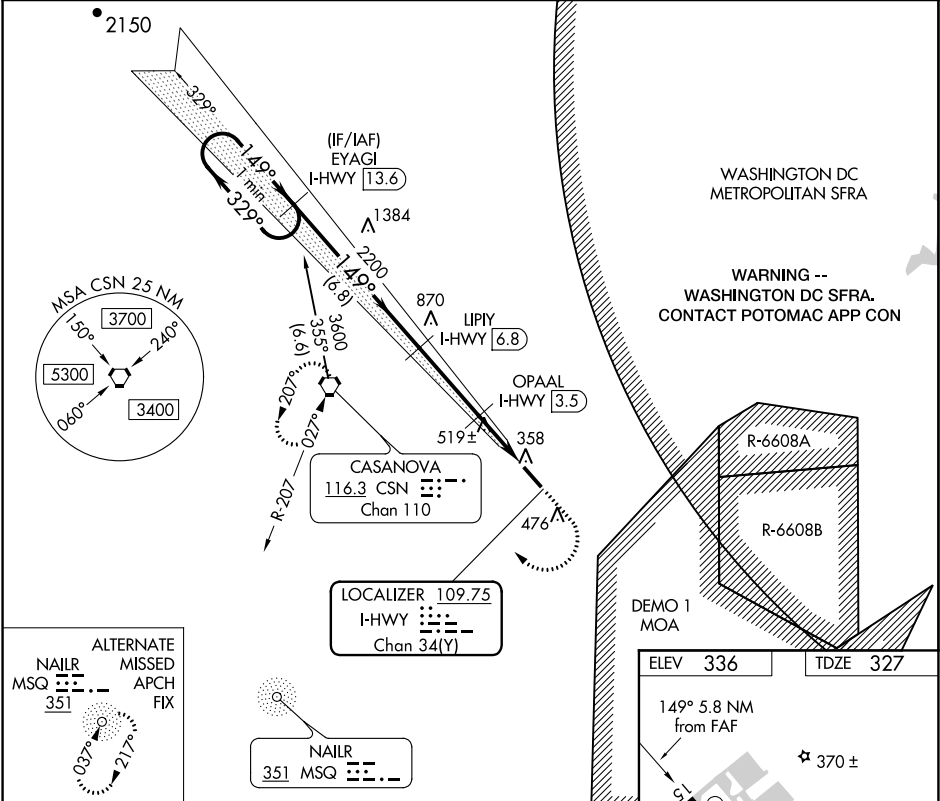 2150
329°
(IF/IAF)
EYAGI
I-HWY 13.6
149°
1 min
329°
1384
2200
149°
(6.8)
870
LIPIY
I-HWY 6.8
OPAAL
I-HWY 3.5
519±
358
476
3600
355°
(6.6)
207°
027°
R-207
MSA CSN 25 NM
3700
150°
240°
5300
060°
3400
CASANOVA
116.3 CSN
Chan 110
LOCALIZER 109.75
I-HWY
Chan 34(Y)
WASHINGTON DC
METROPOLITAN SFRA
WARNING --
WASHINGTON DC SFRA.
CONTACT POTOMAC APP CON
R-6608A
R-6608B
DEMO 1
MOA
ALTERNATE
MISSED
APCH
FIX
NAILR
MSQ
351
037°
217°
NAILR
351 MSQ
ELEV 336
TDZE 327
149° 5.8 NM
from FAF
15
370 ±